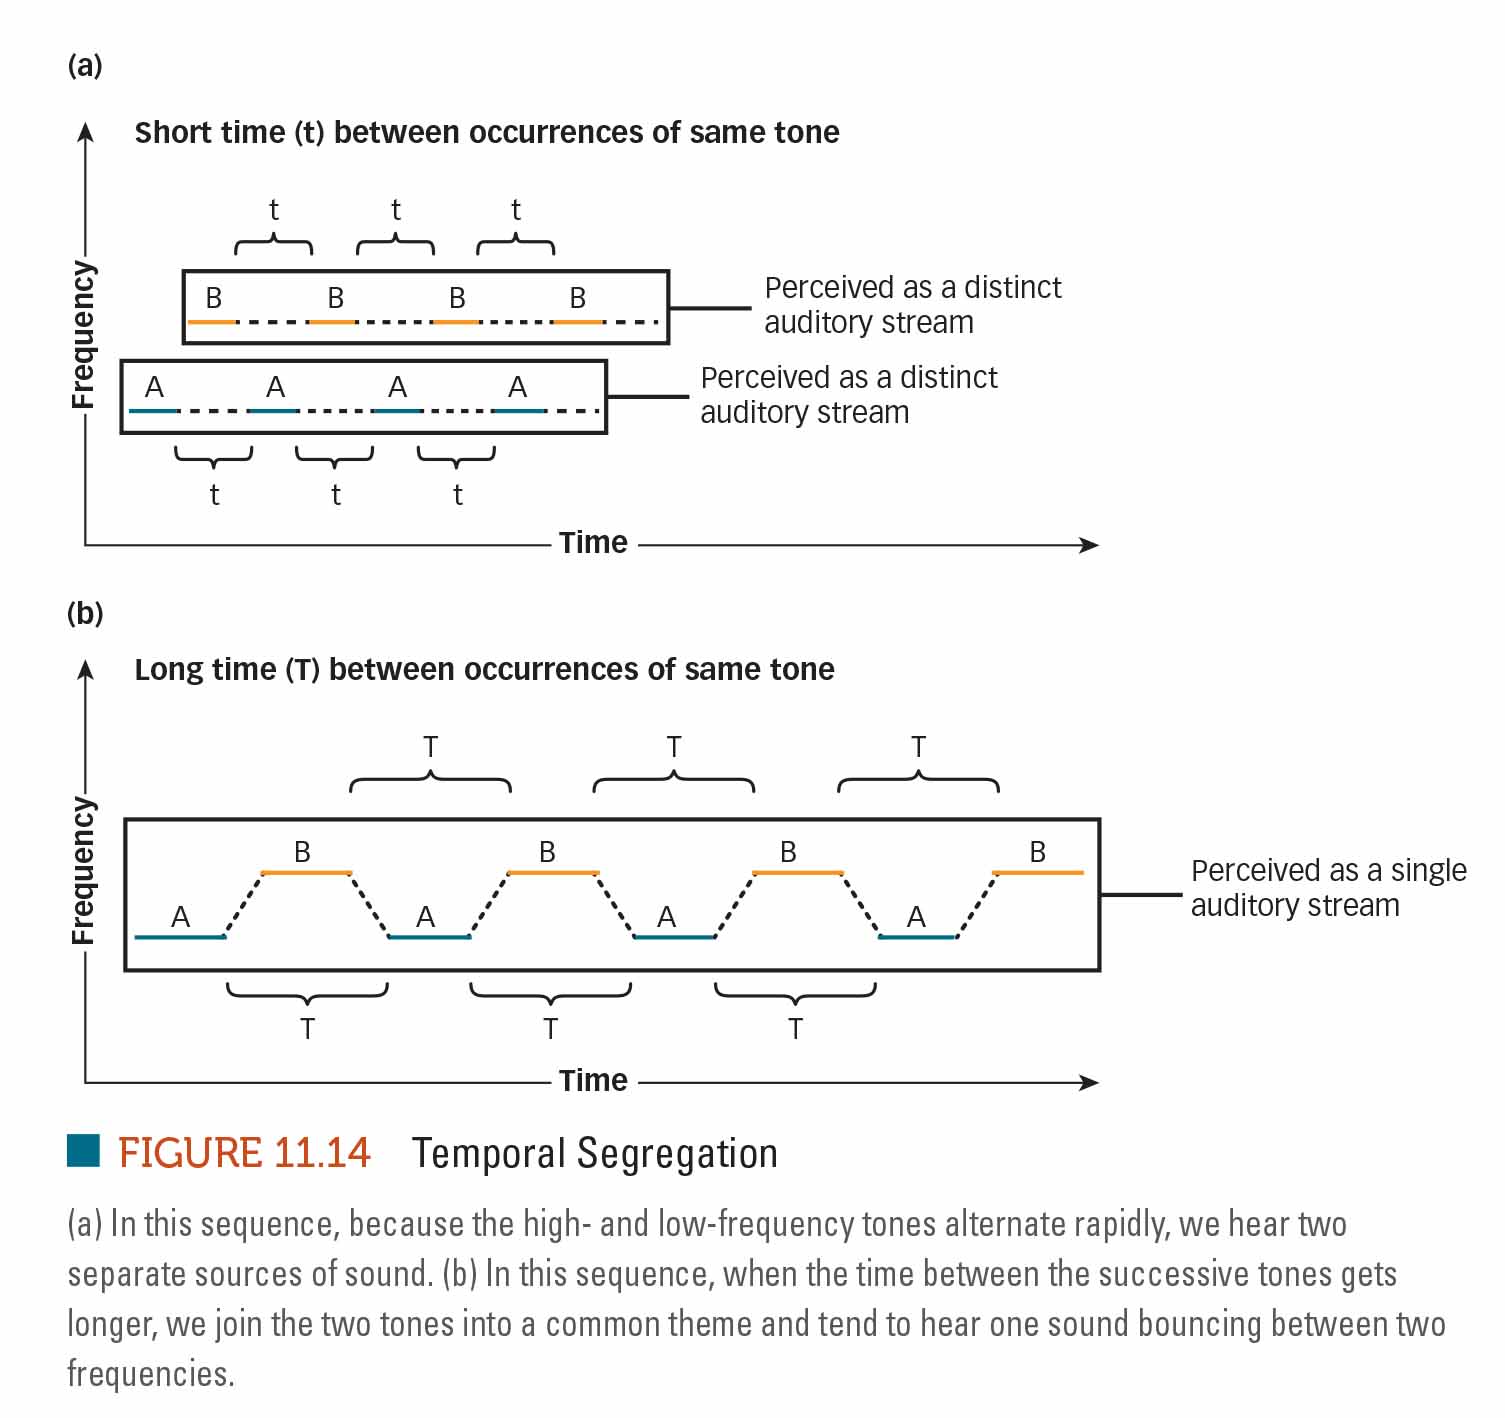 (a)
Short time (t) between occurrences of same tone
t t t
B B B B
Perceived as a distinct
auditory stream
A A A A
Perceived as a distinct
auditory stream
t t t
Frequency
Time
(b)
Long time (T) between occurrences of same tone
T T T
B B B B
A A A A
Perceived as a single
auditory stream
T T T
Frequency
Time
FIGURE 11.14 Temporal Segregation
(a) In this sequence, because the high- and low-frequency tones alternate rapidly, we hear two
separate sources of sound. (b) In this sequence, when the time between the successive tones gets
longer, we join the two tones into a common theme and tend to hear one sound bouncing between two
frequencies.